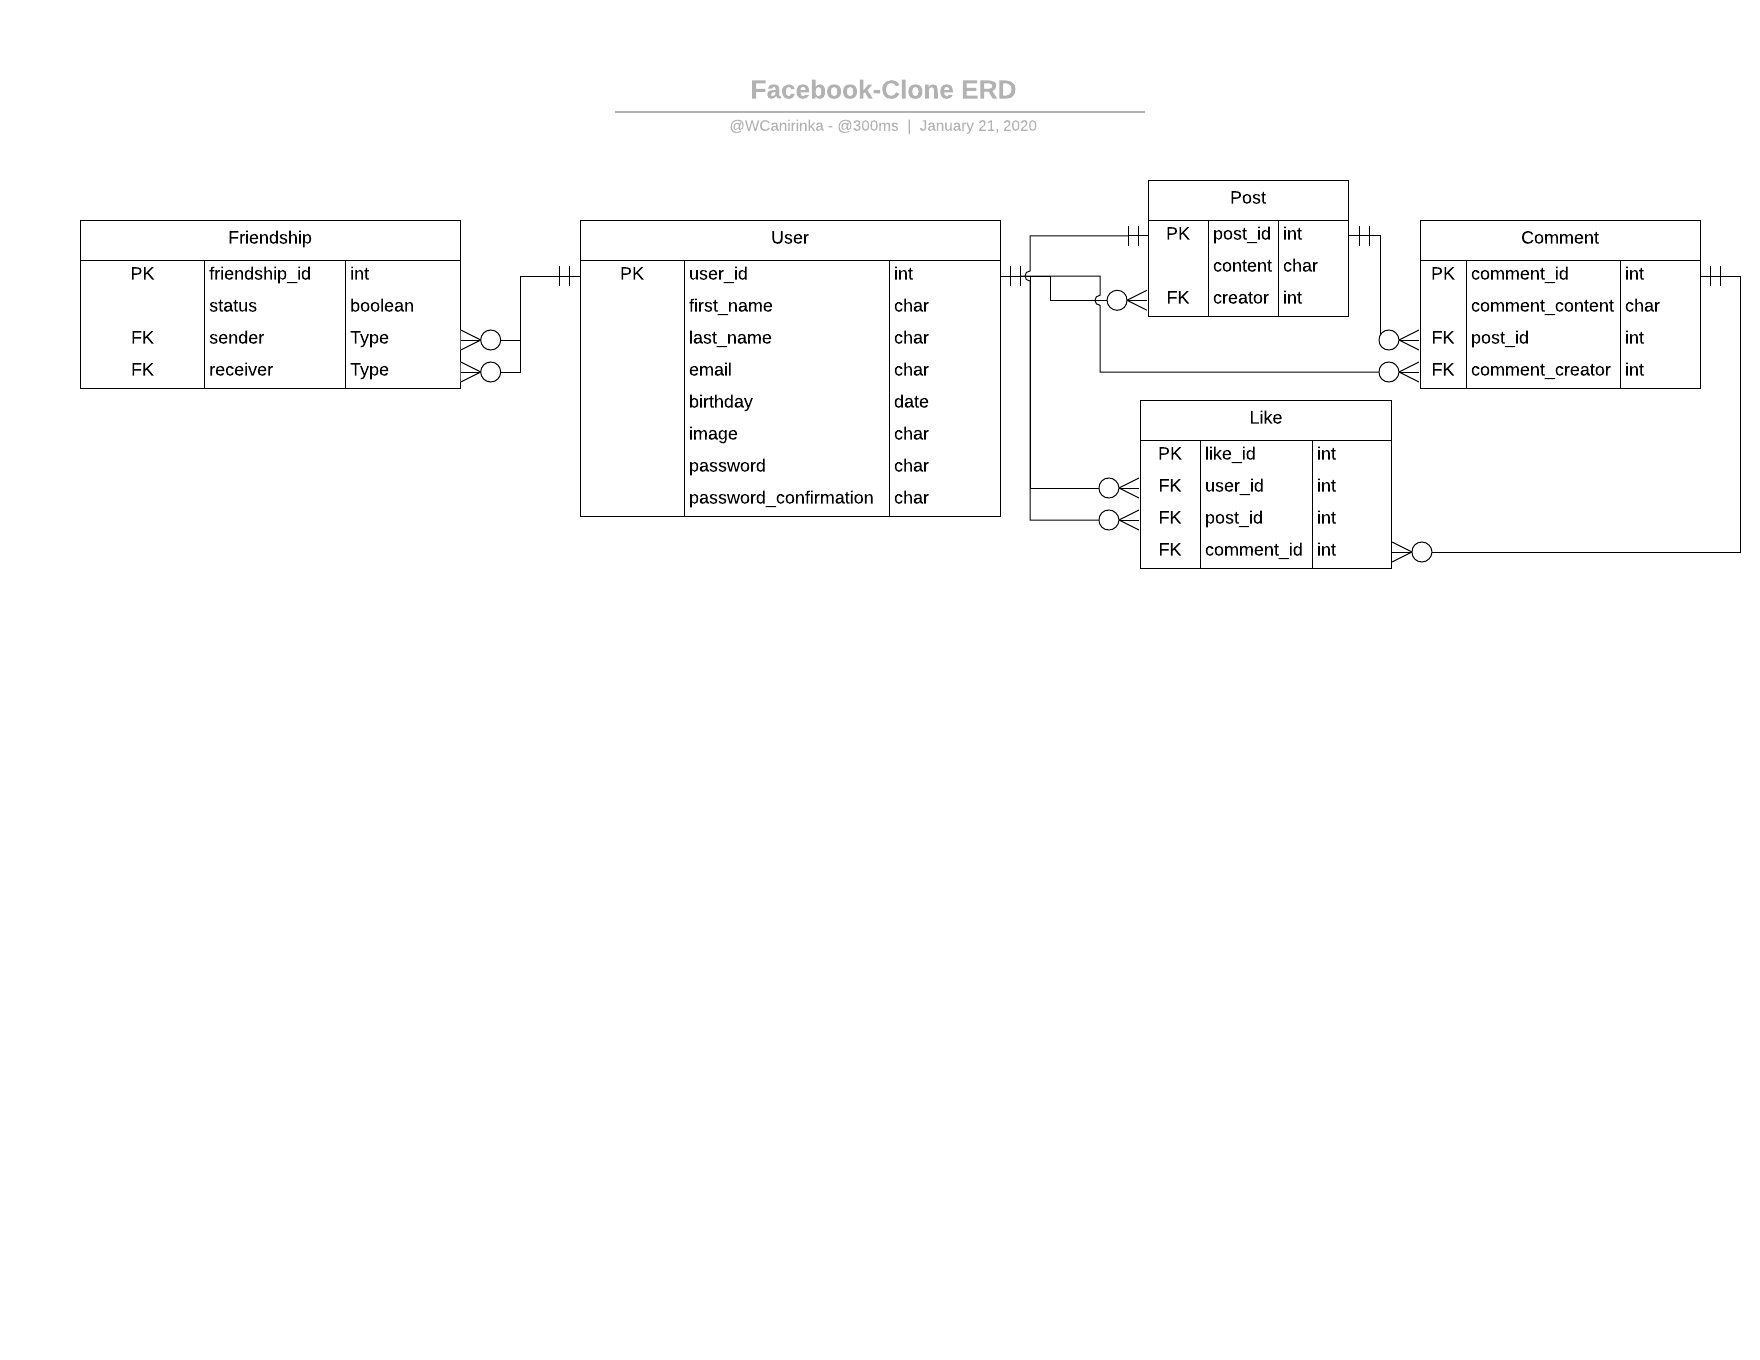 Facebook-Clone ERD
@WCanirinka - @300ms | January 21, 2020
Friendship
PK friendship_id int
status boolean
FK sender Type
FK receiver Type
User
PK user_id int
first_name char
last_name char
email char
birthday date
image char
password char
password_confirmation char
Post
PK post_id int
content char
FK creator int
Comment
PK comment_id int
comment_content char
FK post_id int
FK comment_creator int
Like
PK like_id int
FK user_id int
FK post_id int
FK comment_id int